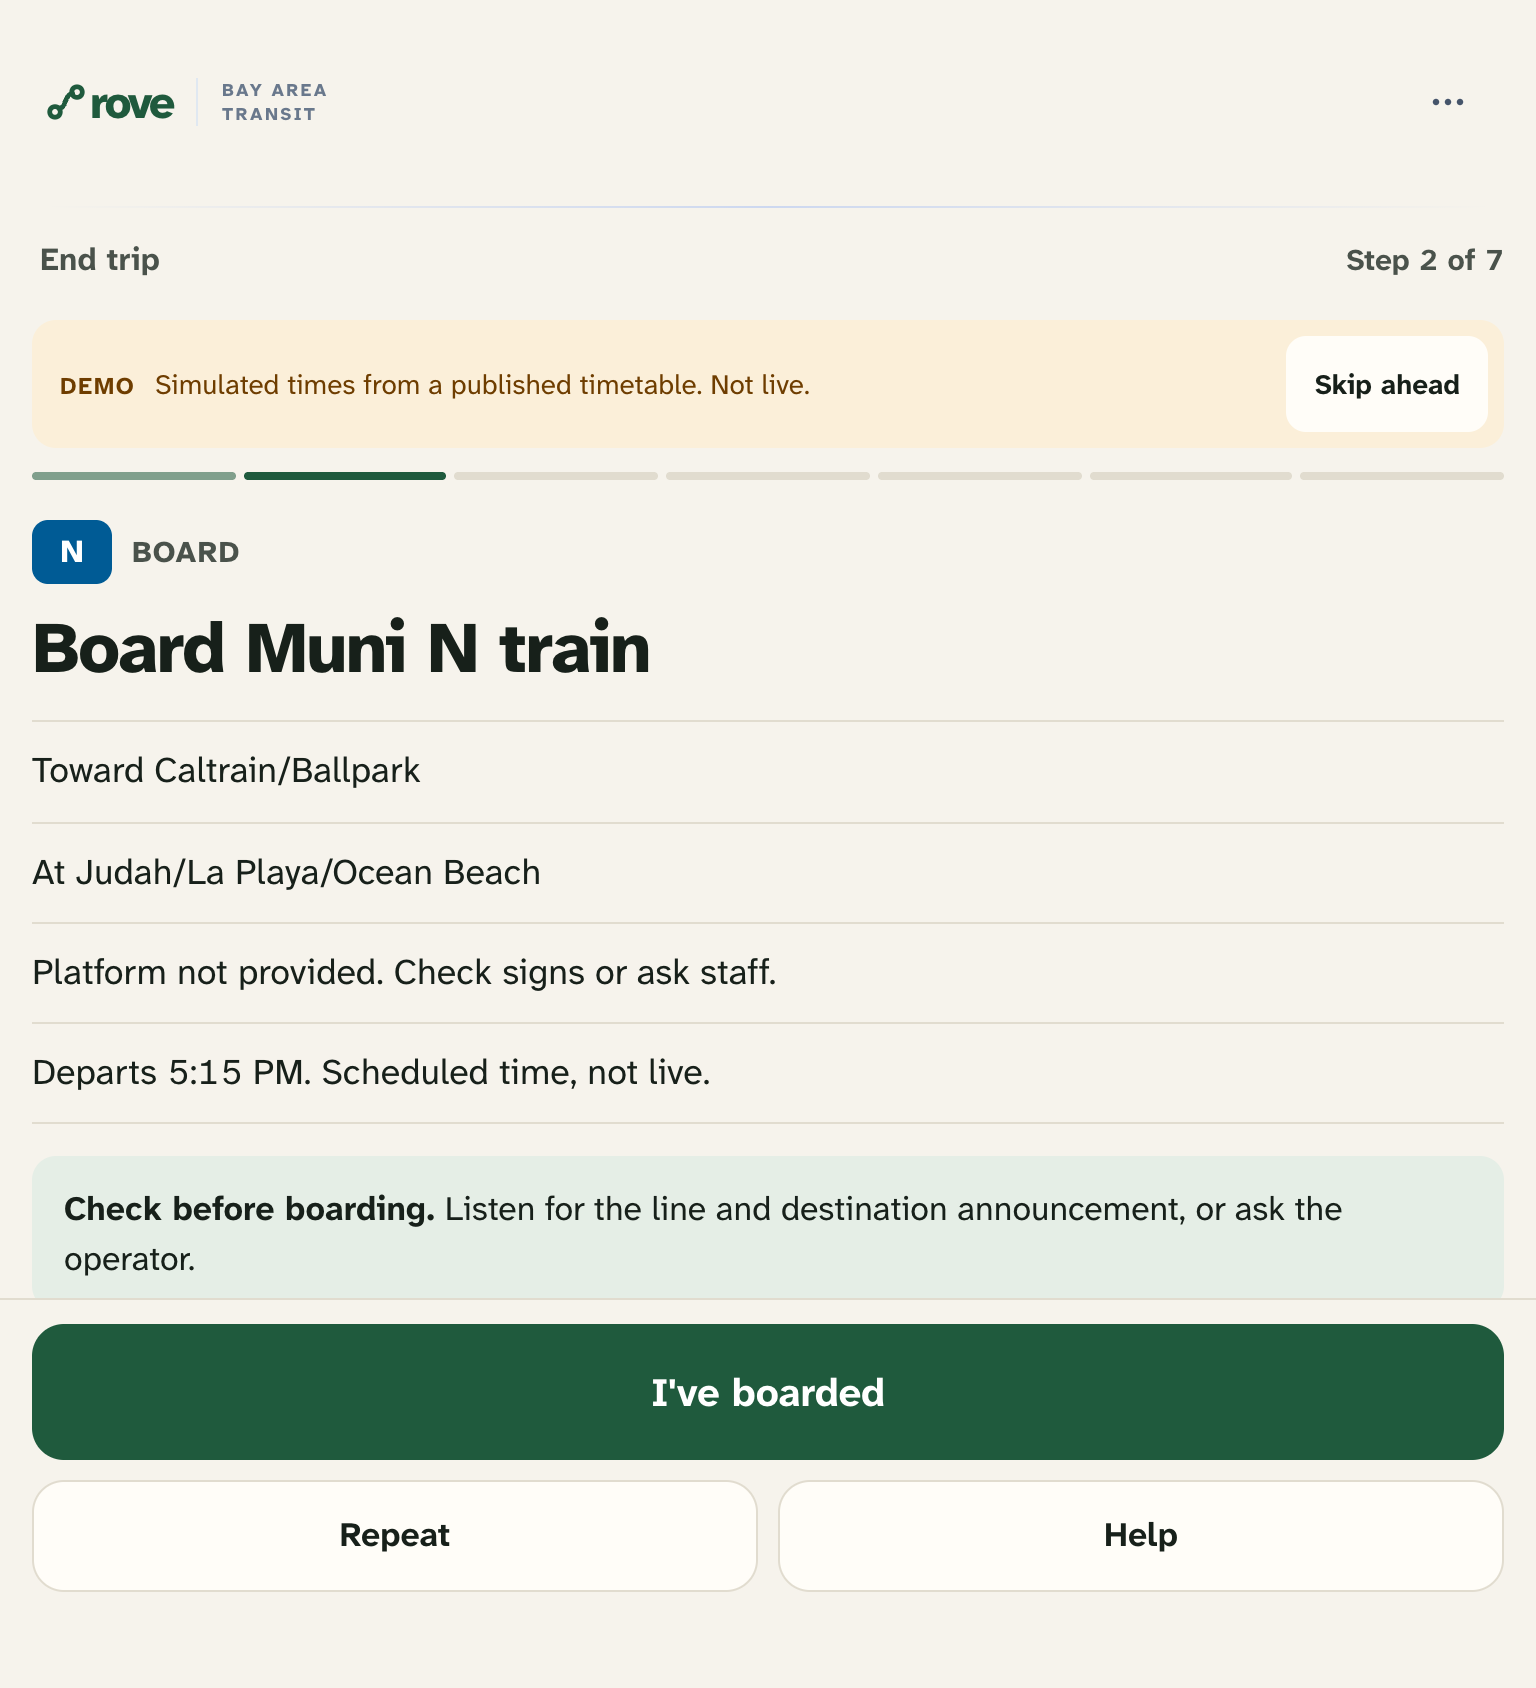 rove
BAY AREA
TRANSIT
End trip
Step 2 of 7
DEMO Simulated times from a published timetable. Not live.
Skip ahead
N BOARD
Board Muni N train
Toward Caltrain/Ballpark
At Judah/La Playa/Ocean Beach
Platform not provided. Check signs or ask staff.
Departs 5:15 PM. Scheduled time, not live.
Check before boarding. Listen for the line and destination announcement, or ask the
operator.
I've boarded
Repeat
Help